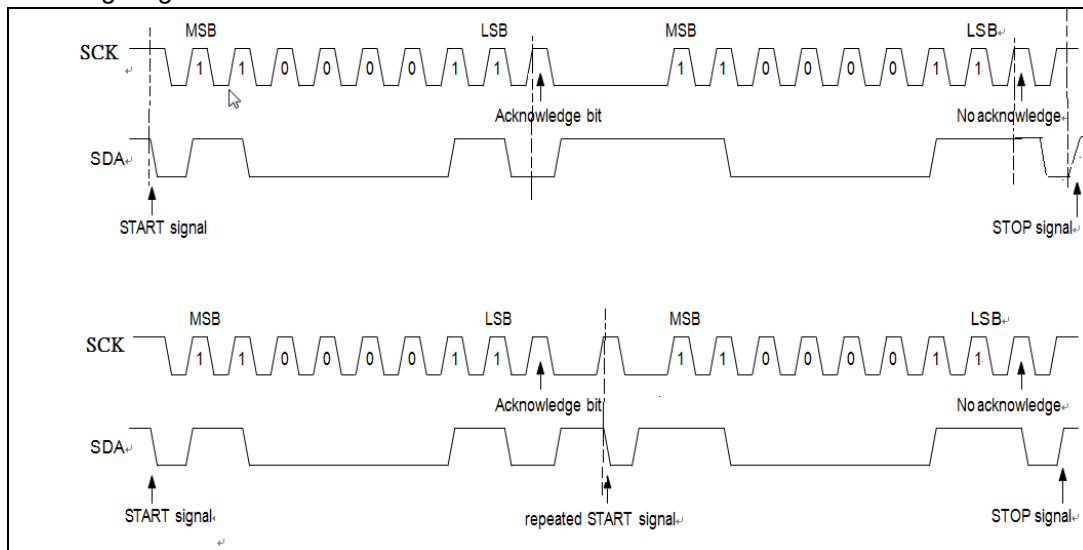 MSB LSB MSB LSB
SCK
1 1 0 0 0 0 1 1 1 1 0 0 0 0 1 1
Acknowledge bit No acknowledge
SDA
START signal STOP signal
MSB LSB MSB LSB
SCK
1 1 0 0 0 0 1 1 1 1 0 0 0 0 1 1
Acknowledge bit No acknowledge
SDA
START signal repeated START signal STOP signal